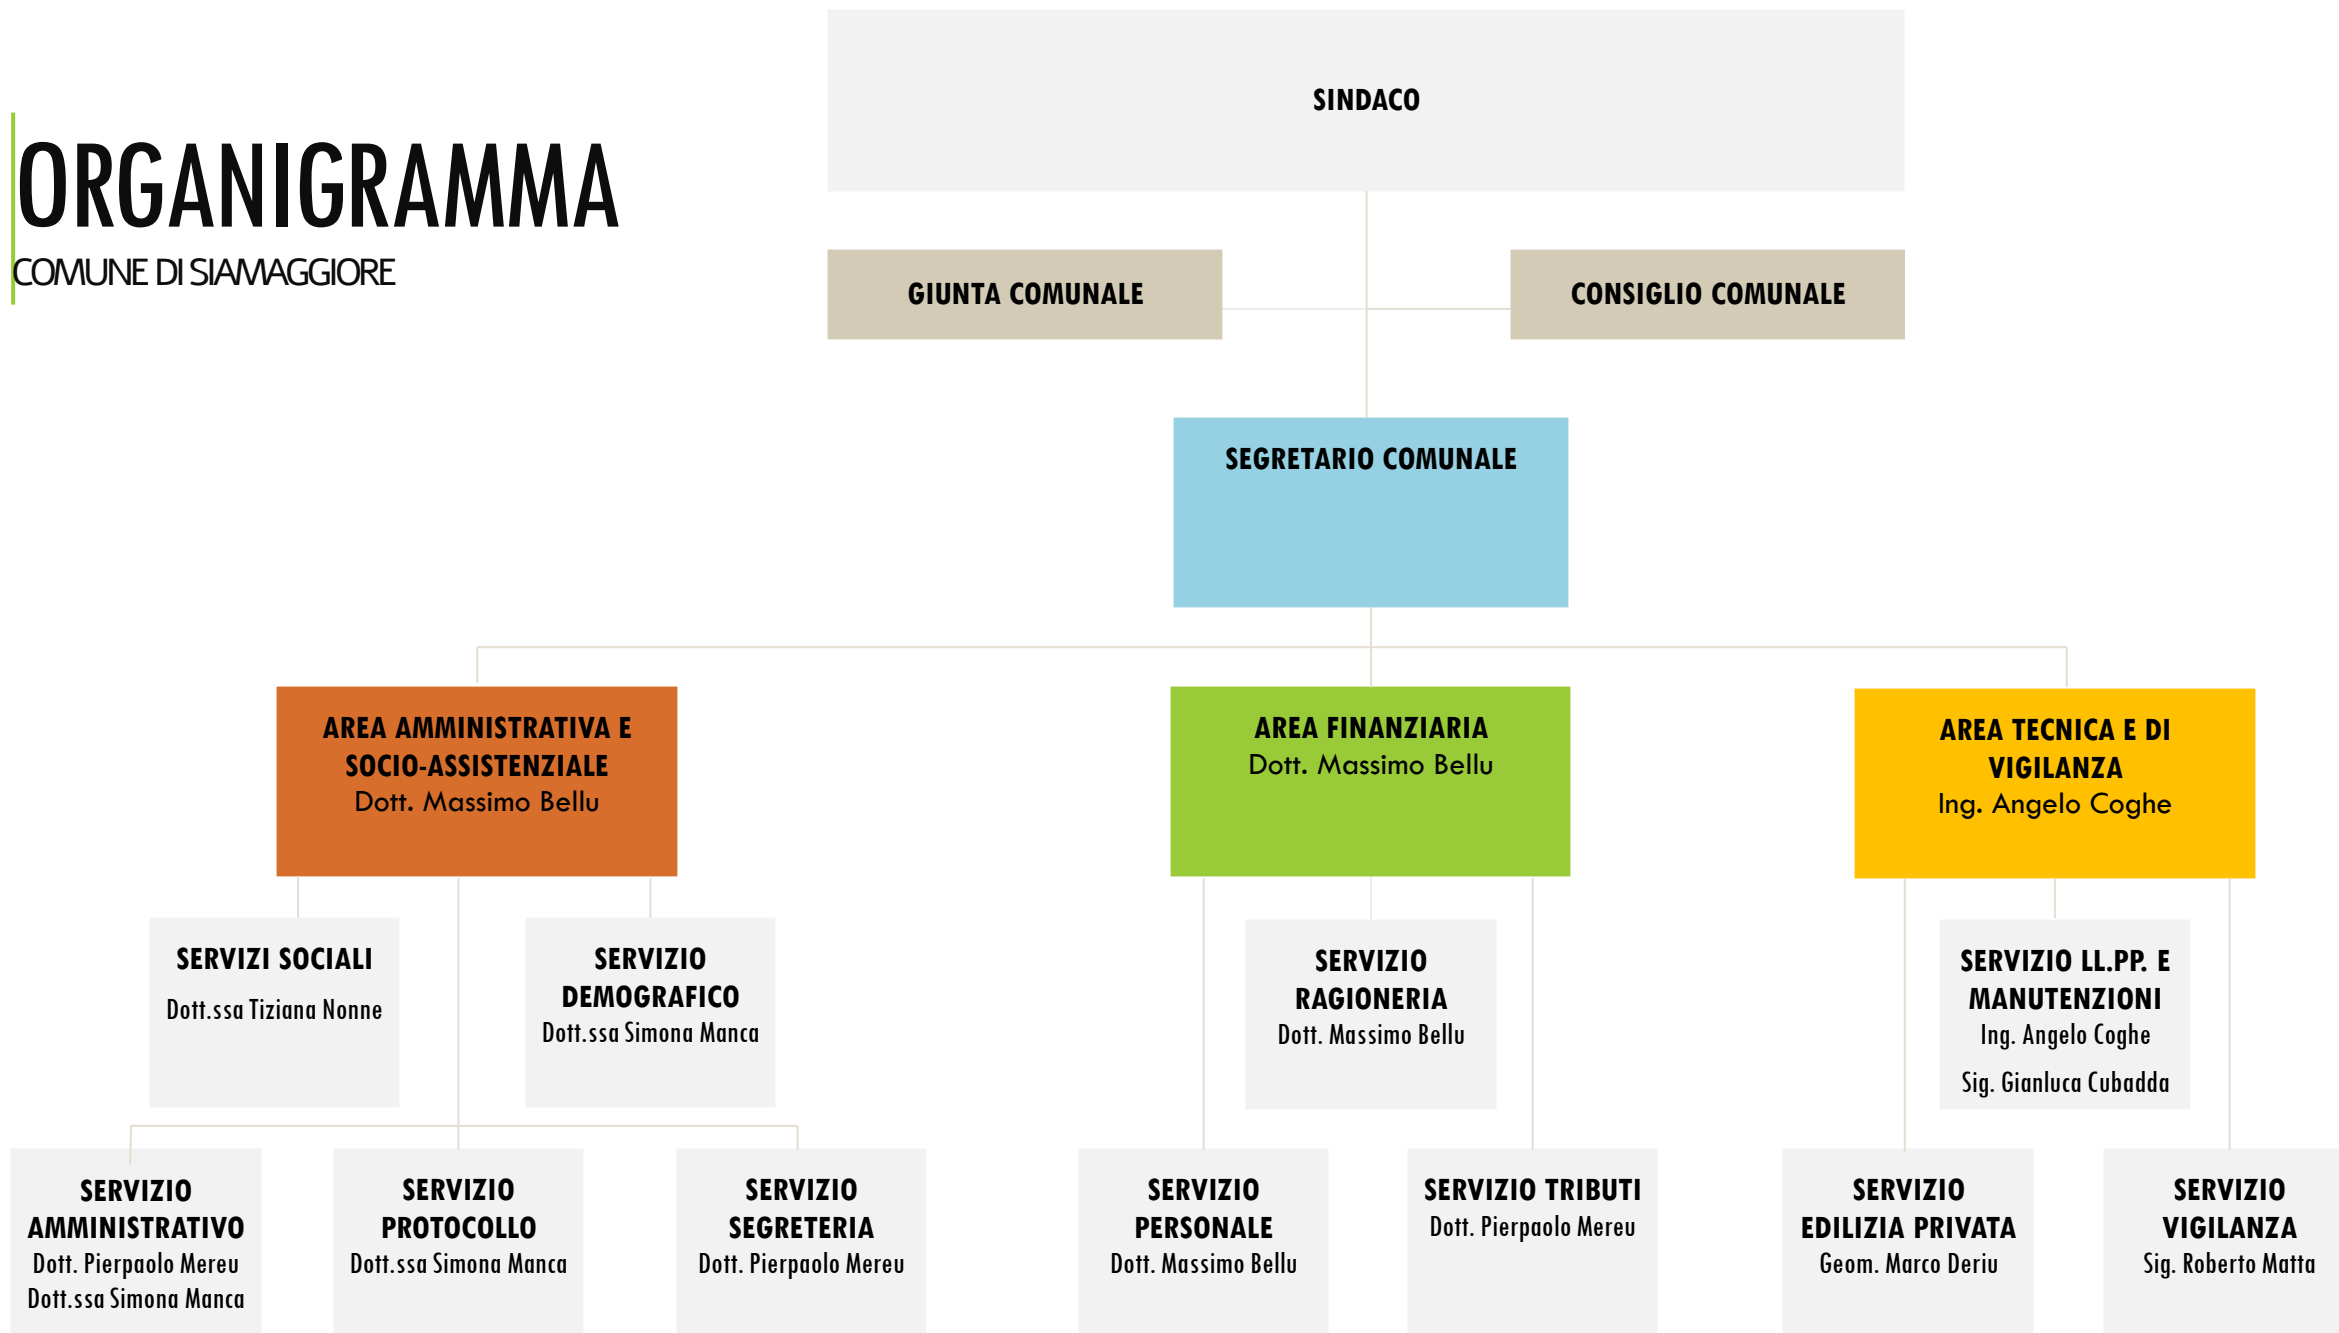 ORGANIGRAMMA
COMUNE DI SIAMAGGIORE
SINDACO
GIUNTA COMUNALE
CONSIGLIO COMUNALE
SEGRETARIO COMUNALE
AREA AMMINISTRATIVA E
SOCIO-ASSISTENZIALE
Dott. Massimo Bellu
AREA FINANZIARIA
Dott. Massimo Bellu
AREA TECNICA E DI
VIGILANZA
Ing. Angelo Coghe
SERVIZI SOCIALI
Dott.ssa Tiziana Nonne
SERVIZIO
DEMOGRAFICO
Dott.ssa Simona Manca
SERVIZIO
RAGIONERIA
Dott. Massimo Bellu
SERVIZIO LL.PP. E
MANUTENZIONI
Ing. Angelo Coghe
Sig. Gianluca Cubadda
SERVIZIO
AMMINISTRATIVO
Dott. Pierpaolo Mereu
Dott.ssa Simona Manca
SERVIZIO
PROTOCOLLO
Dott.ssa Simona Manca
SERVIZIO
SEGRETERIA
Dott. Pierpaolo Mereu
SERVIZIO
PERSONALE
Dott. Massimo Bellu
SERVIZIO TRIBUTI
Dott. Pierpaolo Mereu
SERVIZIO
EDILIZIA PRIVATA
Geom. Marco Deriu
SERVIZIO
VIGILANZA
Sig. Roberto Matta